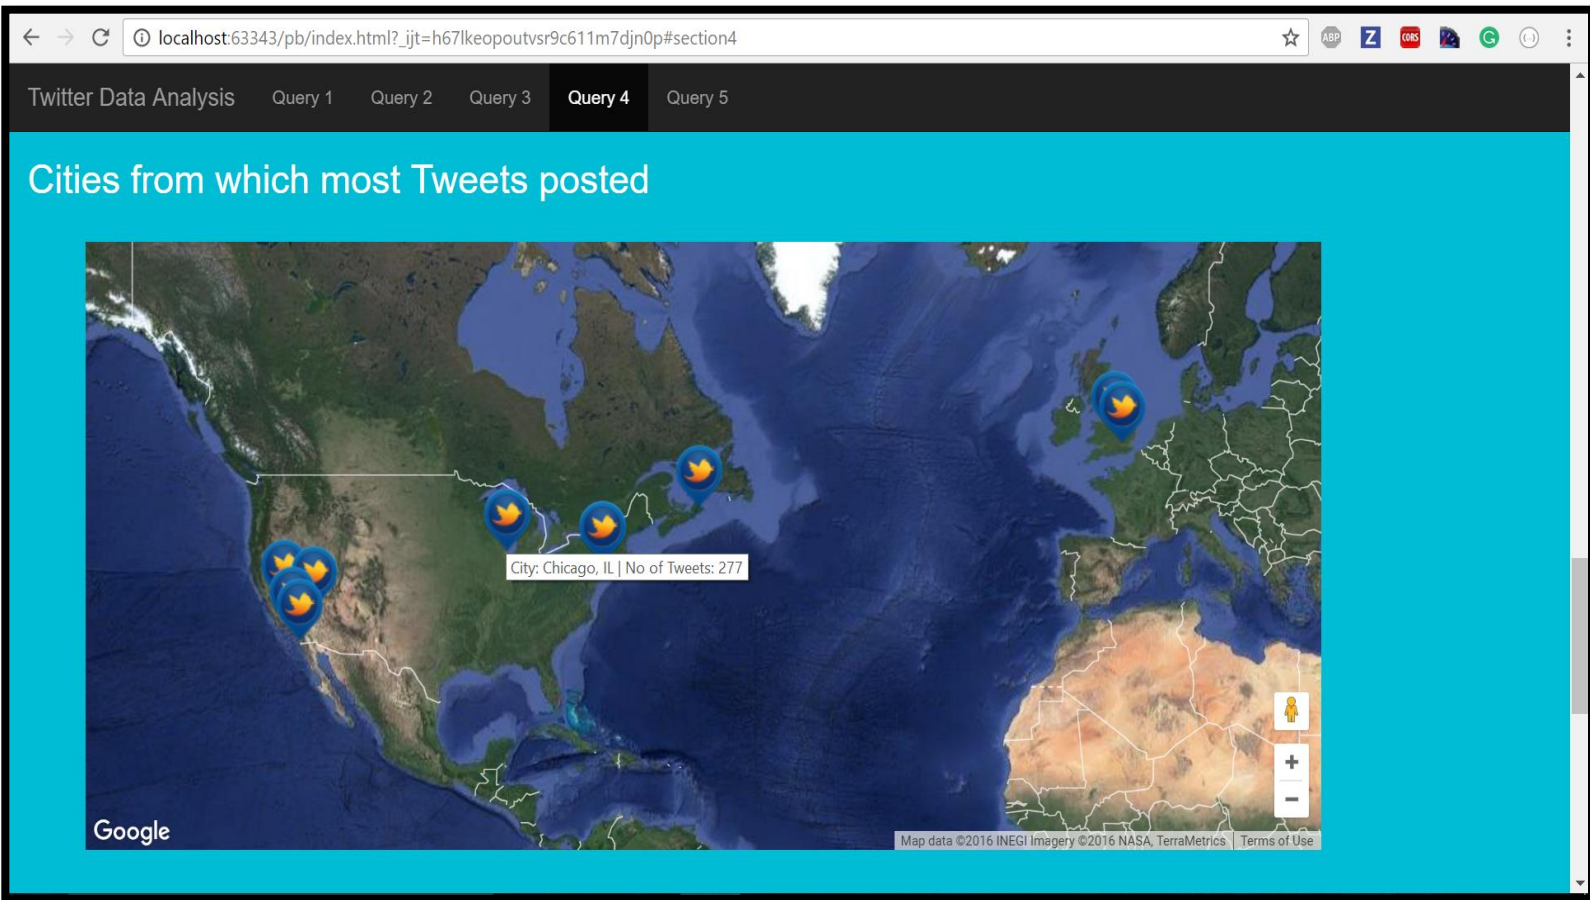 localhost:63343/pb/index.html?_ijt=h67lkeopoutvsr9c611m7djn0p#section4
ABP
Z
CORS
G
Twitter Data Analysis Query 1 Query 2 Query 3 Query 4 Query 5
Cities from which most Tweets posted
City: Chicago, IL | No of Tweets: 277
Google
Map data ©2016 INEGI Imagery ©2016 NASA, TerraMetrics Terms of Use